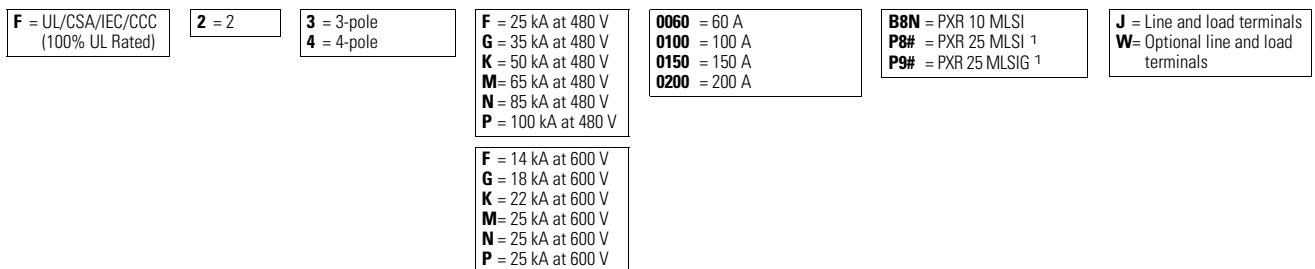 F = UL/CSA/IEC/CCC
(100% UL Rated)
2 = 2
3 = 3-pole
4 = 4-pole
F = 25 kA at 480 V
G = 35 kA at 480 V
K = 50 kA at 480 V
M= 65 kA at 480 V
N = 85 kA at 480 V
P = 100 kA at 480 V
F = 14 kA at 600 V
G = 18 kA at 600 V
K = 22 kA at 600 V
M= 25 kA at 600 V
N = 25 kA at 600 V
P = 25 kA at 600 V
0060 = 60 A
0100 = 100 A
0150 = 150 A
0200 = 200 A
B8N = PXR 10 MLSI
P8# = PXR 25 MLSI 1
P9# = PXR 25 MLSIG 1
J = Line and load terminals
W= Optional line and load
terminals